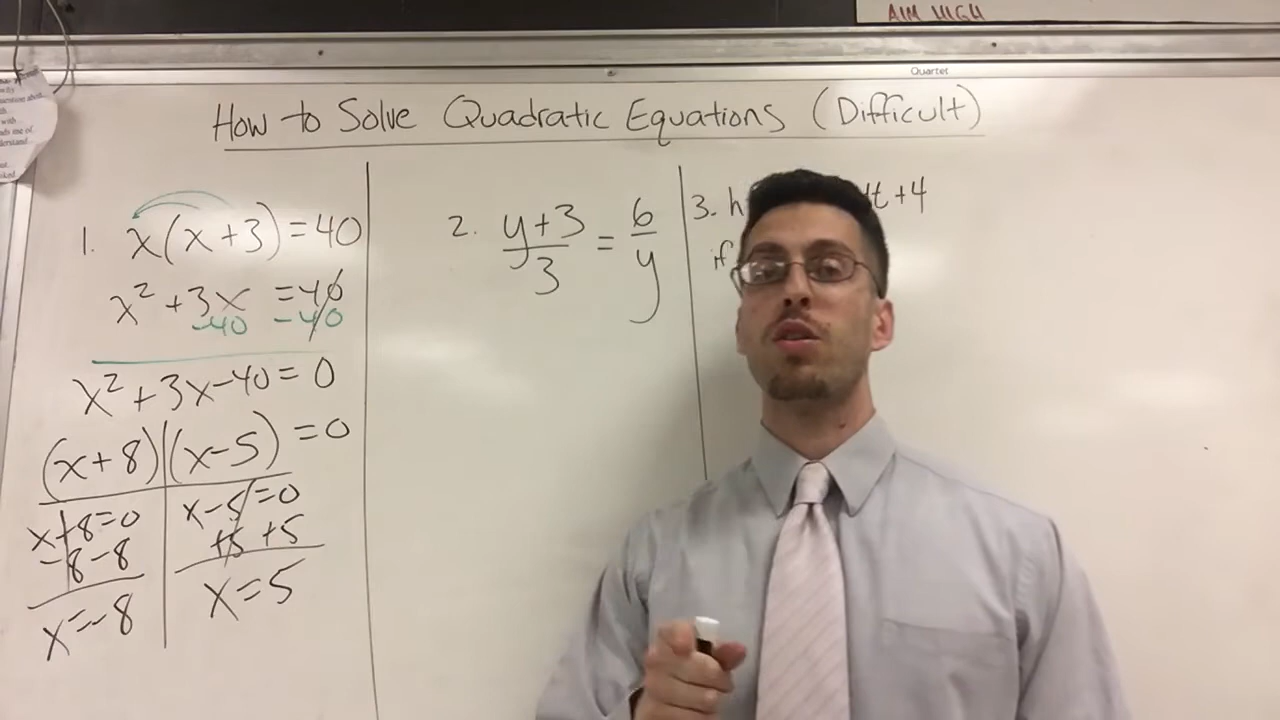 AIM HIGH
Quartet
How to Solve Quadratic Equations (Difficult)
1. x(x+3)=40
x²+3x =40
-40 -40
x²+3x-40=0
(x+8)(x-5)=0
x+8=0
-8 -8
x=-8
x-5=0
+5 +5
x=5
2. y+3/3 = 6/y
3. h t+4
if